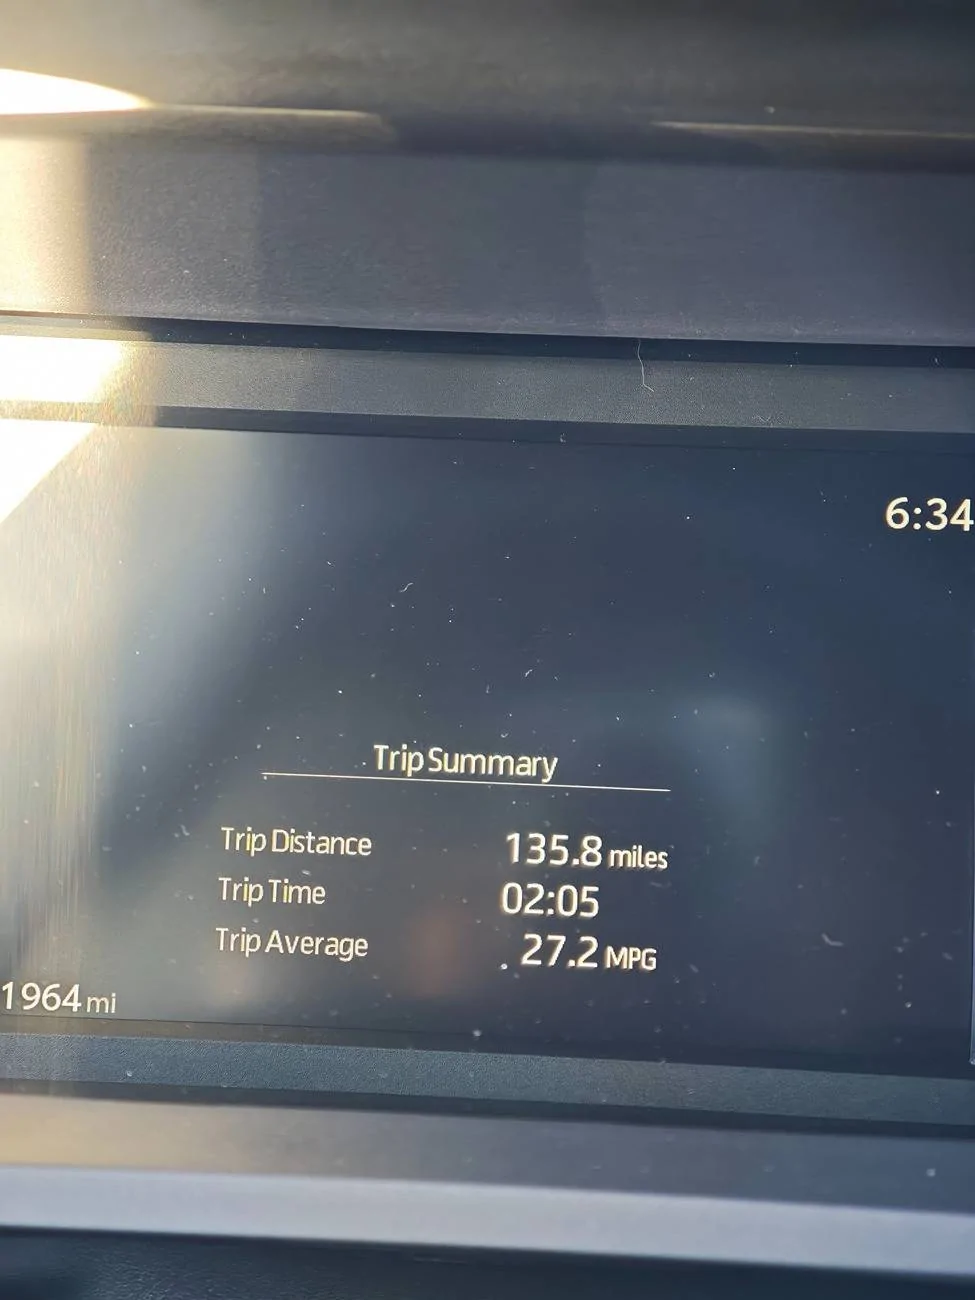 6:34
Trip Summary
Trip Distance 135.8 miles
Trip Time 02:05
Trip Average 27.2 MPG
1964 mi